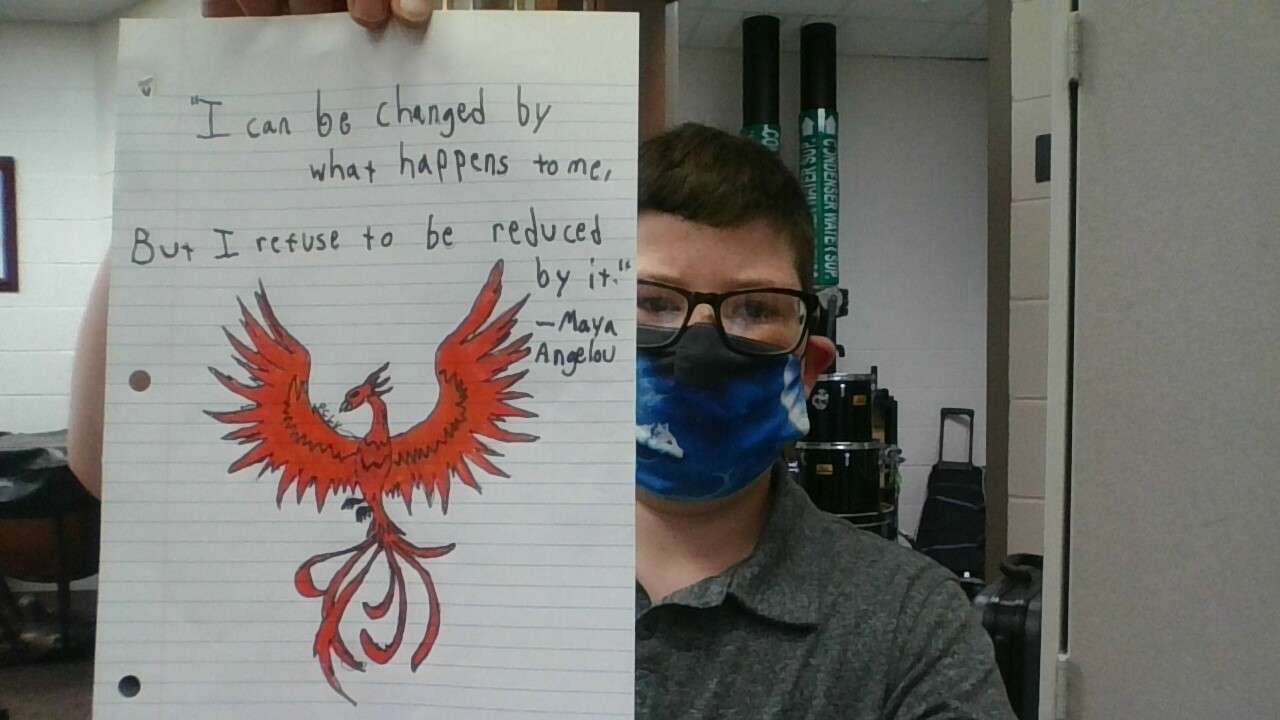 "I can be changed by
what happens to me,
But I refuse to be reduced
by it."
—Maya
Angelou
CONDENSER WATER SUP.
WATER SUP.
CO